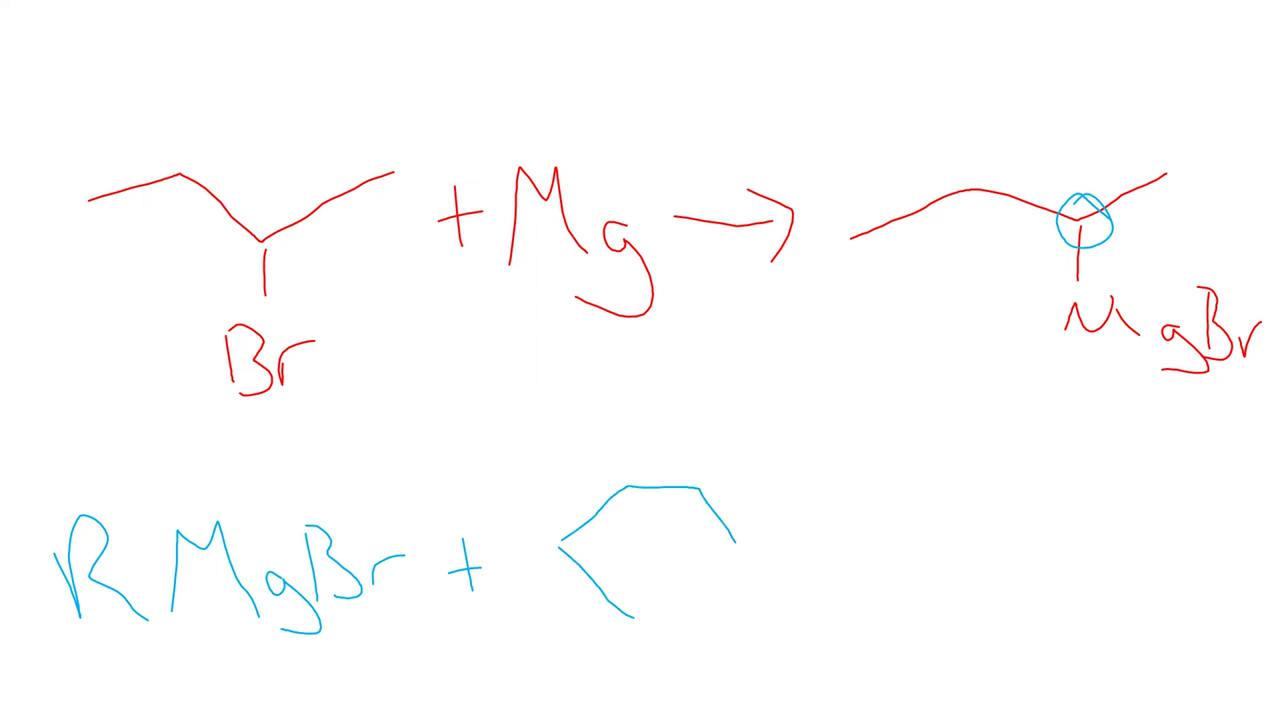 + Mg →
Br
MgBr
RMgBr +